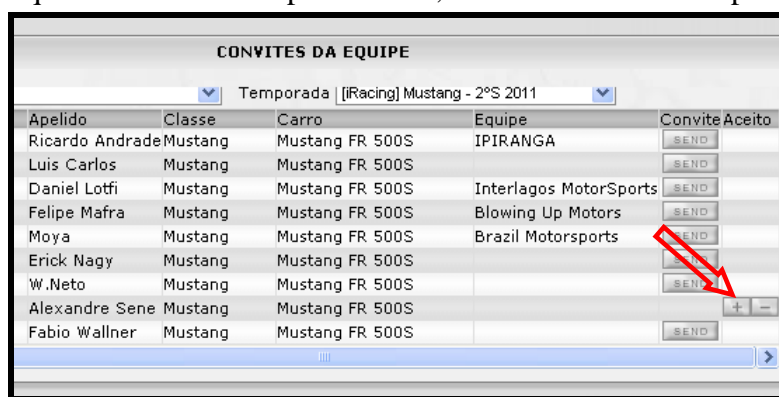 CONVITES DA EQUIPE
Temporada [iRacing] Mustang - 2ºS 2011
Apelido Classe Carro Equipe Convite Aceito
Ricardo Andrade Mustang Mustang FR 500S IPIRANGA SEND
Luis Carlos Mustang Mustang FR 500S SEND
Daniel Lotfi Mustang Mustang FR 500S Interlagos MotorSports SEND
Felipe Mafra Mustang Mustang FR 500S Blowing Up Motors SEND
Moya Mustang Mustang FR 500S Brazil Motorsports SEND
Erick Nagy Mustang Mustang FR 500S SEND
W.Neto Mustang Mustang FR 500S SEND
Alexandre Sene Mustang Mustang FR 500S + -
Fabio Wallner Mustang Mustang FR 500S SEND